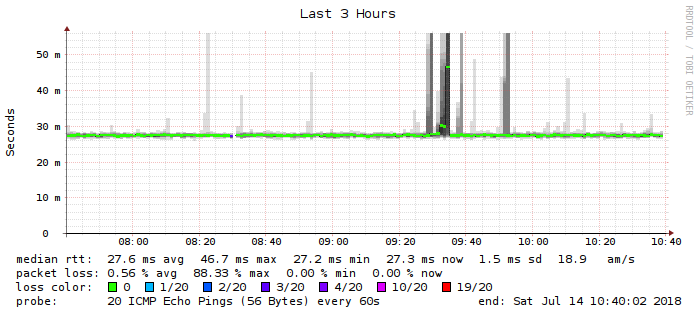 Last 3 Hours
RRDTOOL / TOBI OETIKER
Seconds
50 m
40 m
30 m
20 m
10 m
0
08:00 08:20 08:40 09:00 09:20 09:40 10:00 10:20 10:40
median rtt: 27.6 ms avg 46.7 ms max 27.2 ms min 27.3 ms now 1.5 ms sd 18.9 am/s
packet loss: 0.56 % avg 88.33 % max 0.00 % min 0.00 % now
loss color: 0 1/20 2/20 3/20 4/20 10/20 19/20
probe: 20 ICMP Echo Pings (56 Bytes) every 60s end: Sat Jul 14 10:40:02 2018